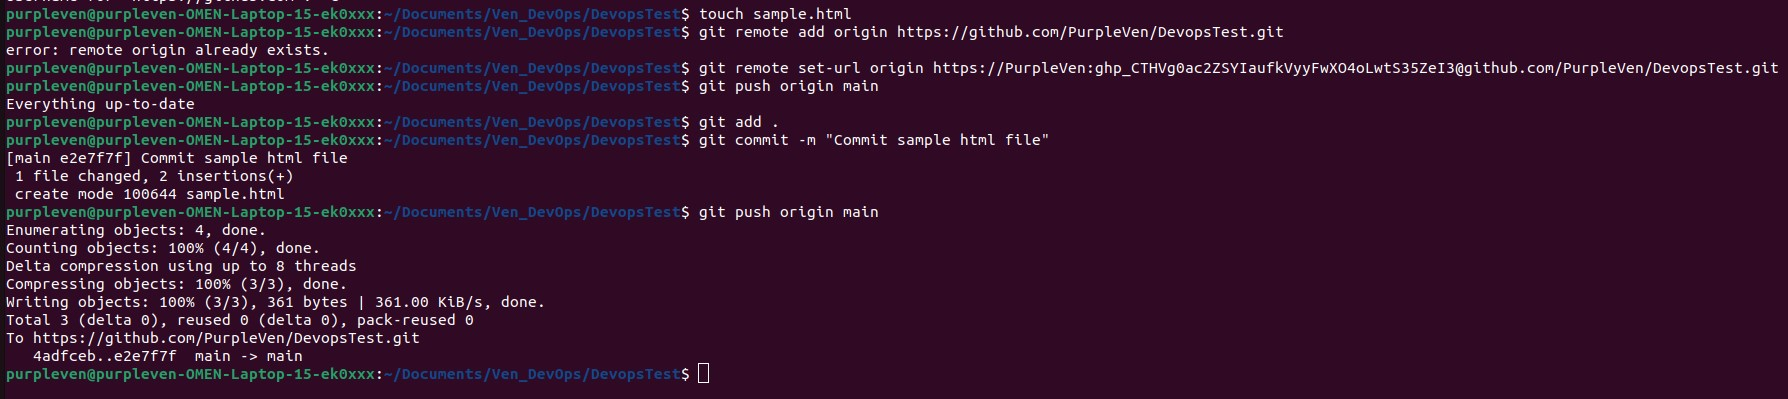 purpleven@purpleven-OMEN-Laptop-15-ek0xxx:~/Documents/Ven_DevOps/DevopsTest$ touch sample.html
purpleven@purpleven-OMEN-Laptop-15-ek0xxx:~/Documents/Ven_DevOps/DevopsTest$ git remote add origin https://github.com/PurpleVen/DevopsTest.git
error: remote origin already exists.
purpleven@purpleven-OMEN-Laptop-15-ek0xxx:~/Documents/Ven_DevOps/DevopsTest$ git remote set-url origin https://PurpleVen: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@github.com/PurpleVen/DevopsTest.git
purpleven@purpleven-OMEN-Laptop-15-ek0xxx:~/Documents/Ven_DevOps/DevopsTest$ git push origin main
Everything up-to-date
purpleven@purpleven-OMEN-Laptop-15-ek0xxx:~/Documents/Ven_DevOps/DevopsTest$ git add .
purpleven@purpleven-OMEN-Laptop-15-ek0xxx:~/Documents/Ven_DevOps/DevopsTest$ git commit -m "Commit sample html file"
[main e2e7f7f] Commit sample html file
 1 file changed, 2 insertions(+)
 create mode 100644 sample.html
purpleven@purpleven-OMEN-Laptop-15-ek0xxx:~/Documents/Ven_DevOps/DevopsTest$ git push origin main
Enumerating objects: 4, done.
Counting objects: 100% (4/4), done.
Delta compression using up to 8 threads
Compressing objects: 100% (3/3), done.
Writing objects: 100% (3/3), 361 bytes | 361.00 KiB/s, done.
Total 3 (delta 0), reused 0 (delta 0), pack-reused 0
To https://github.com/PurpleVen/DevopsTest.git
   4adfceb..e2e7f7f  main -> main
purpleven@purpleven-OMEN-Laptop-15-ek0xxx:~/Documents/Ven_DevOps/DevopsTest$